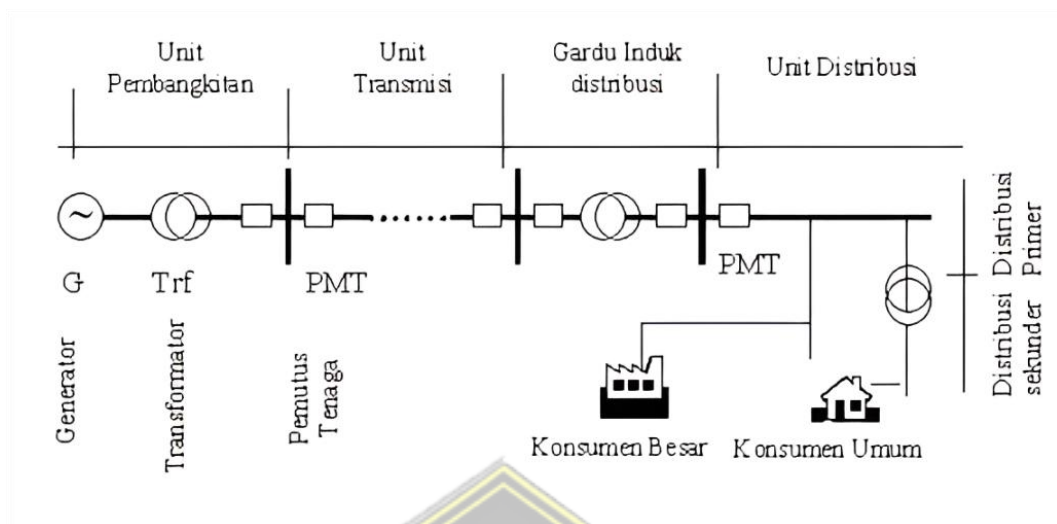 Unit
Pembangkitan
Unit
Transmisi
Gardu Induk
distribusi
Unit Distribusi
~
G
Trf
PMT
PMT
Generator
Transformator
Pemutus
Tenaga
Konsumen Besar
Konsumen Umum
Distribusi
Primer
Distribusi
sekunder